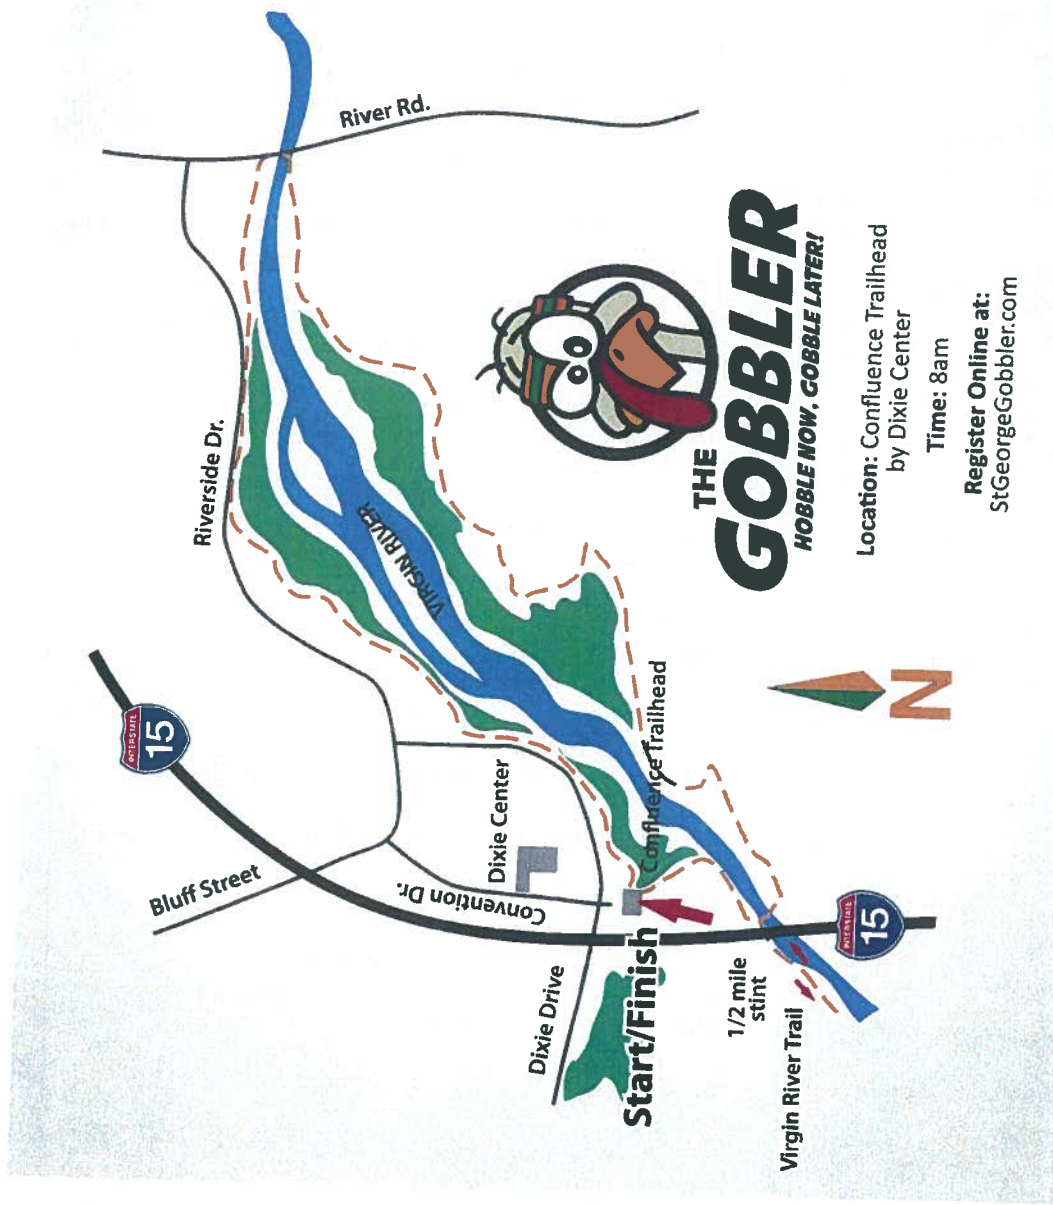 River Rd.
Riverside Dr.
VIRGIN RIVER
INTERSTATE
15
Bluff Street
Convention Dr.
Dixie Center
Confluence Trailhead
Dixie Drive
Start/Finish
1/2 mile
stint
Virgin River Trail
INTERSTATE
15
N
THE
GOBBLER
HOBBLE NOW, GOBBLE LATER!
Location: Confluence Trailhead
by Dixie Center
Time: 8am
Register Online at:
StGeorgeGobbler.com